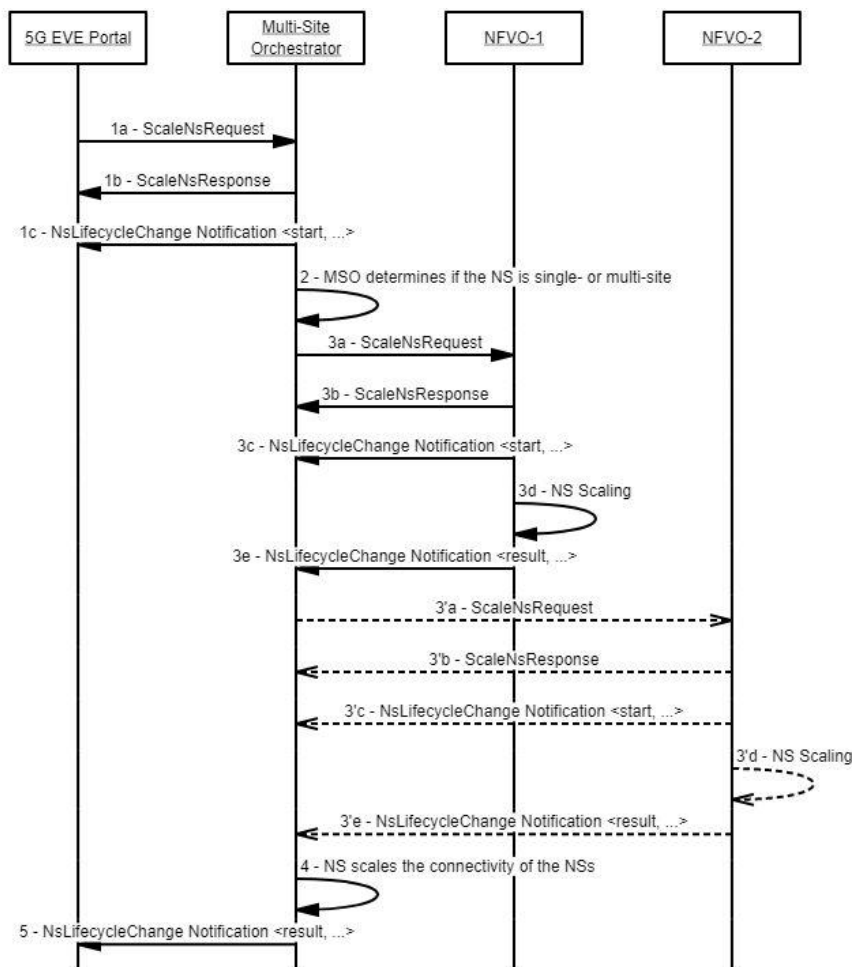 5G EVE Portal
Multi-Site
Orchestrator
NFVO-1
NFVO-2
1a - ScaleNsRequest
1b - ScaleNsResponse
1c - NsLifecycleChange Notification <start, ...>
2 - MSO determines if the NS is single- or multi-site
3a - ScaleNsRequest
3b - ScaleNsResponse
3c - NsLifecycleChange Notification <start, ...>
3d - NS Scaling
3e - NsLifecycleChange Notification <result, ...>
3'a - ScaleNsRequest
3'b - ScaleNsResponse
3'c - NsLifecycleChange Notification <start, ...>
3'd - NS Scaling
3'e - NsLifecycleChange Notification <result, ...>
4 - NS scales the connectivity of the NSs
5 - NsLifecycleChange Notification <result, ...>